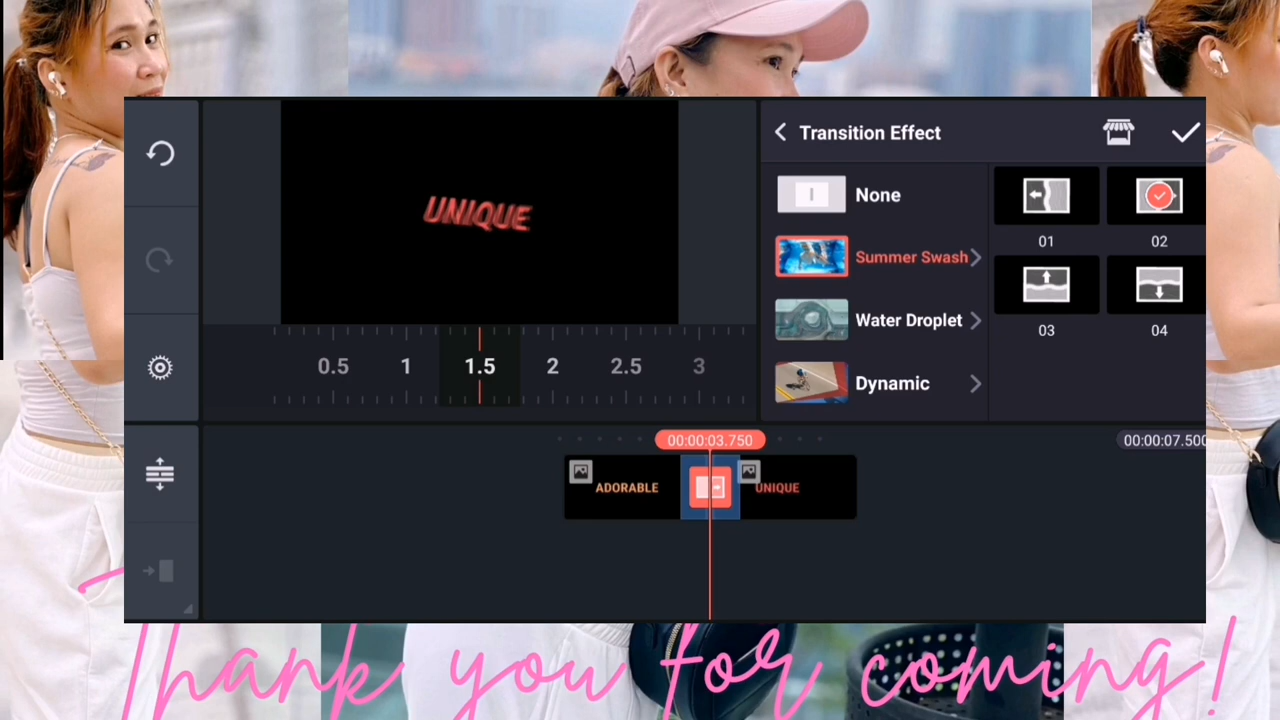 Transition Effect
UNIQUE
None
Summer Swash
Water Droplet
Dynamic
01
02
03
04
0.5 1 1.5 2 2.5 3
00:00:03.750
00:00:07.500
ADORABLE
UNIQUE
Thank you for coming!